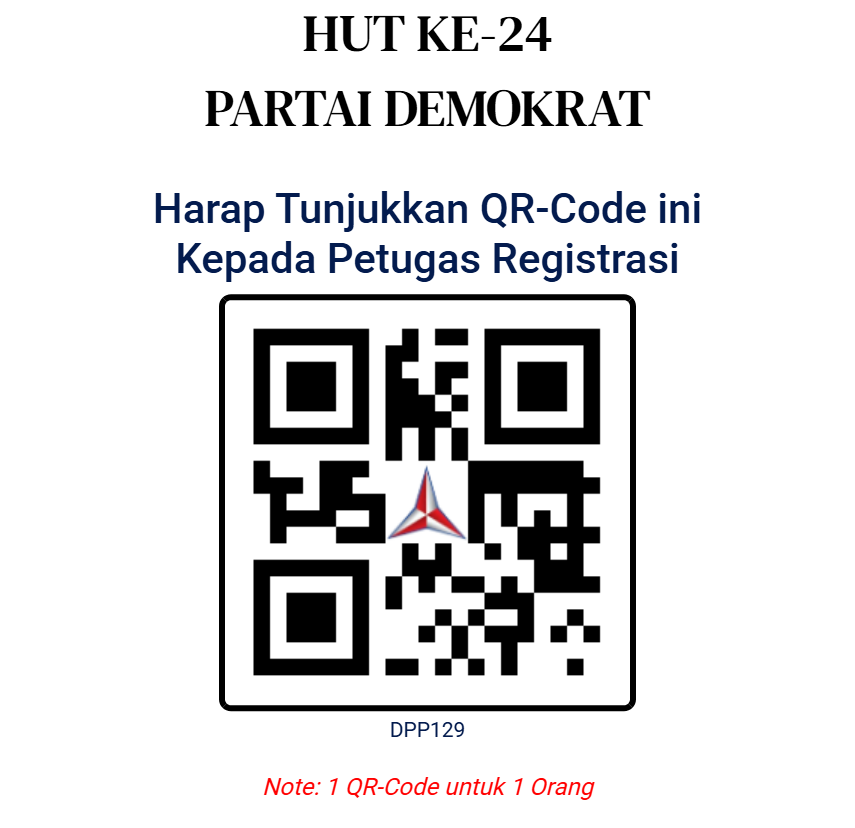 HUT KE-24
PARTAI DEMOKRAT
Harap Tunjukkan QR-Code ini
Kepada Petugas Registrasi
DPP129
Note: 1 QR-Code untuk 1 Orang